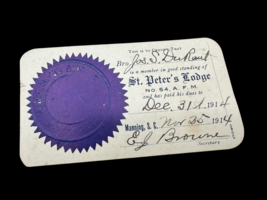 This is to Certify That
Bro Jos. S. DuRant
is a member in good standing of
St. Peter's Lodge
NO. 54, A. F. M.
and has paid his dues to
Dec. 31st 1914
Manning, S. C. Nov 25 1914
E J Browne
Secretary